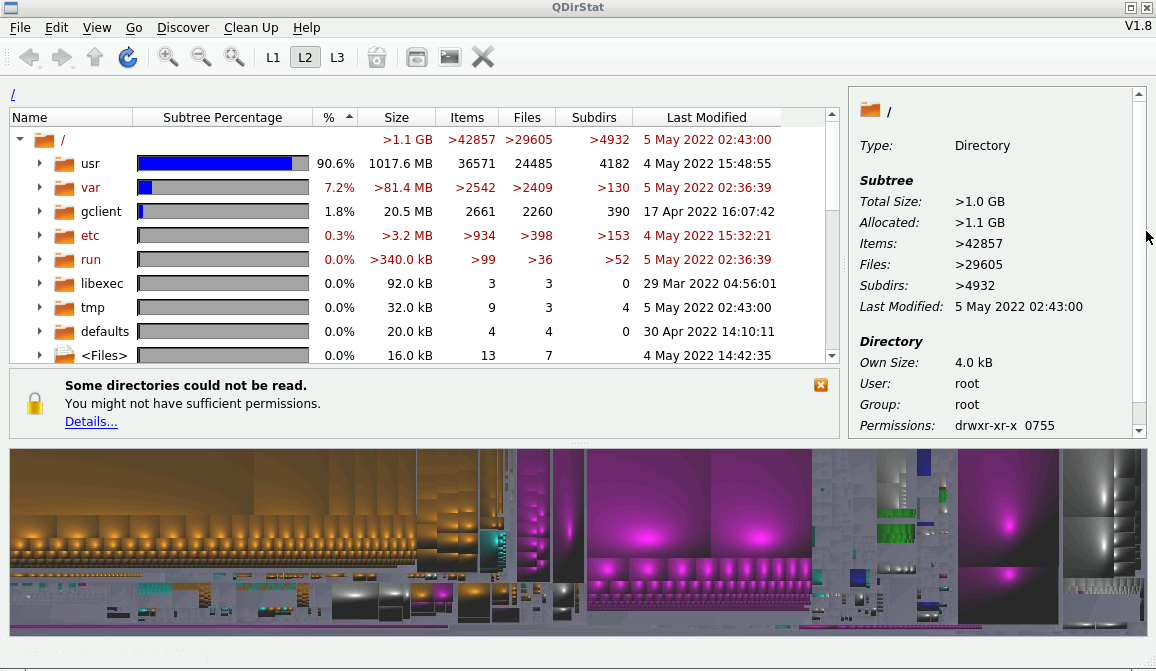 QDirStat
File Edit View Go Discover Clean Up Help
V1.8
L1 L2 L3
/
Name Subtree Percentage % Size Items Files Subdirs Last Modified
/ >1.1 GB >42857 >29605 >4932 5 May 2022 02:43:00
usr 90.6% 1017.6 MB 36571 24485 4182 4 May 2022 15:48:55
var 7.2% >81.4 MB >2542 >2409 >130 5 May 2022 02:36:39
gclient 1.8% 20.5 MB 2661 2260 390 17 Apr 2022 16:07:42
etc 0.3% >3.2 MB >934 >398 >153 4 May 2022 15:32:21
run 0.0% >340.0 kB >99 >36 >52 5 May 2022 02:36:39
libexec 0.0% 92.0 kB 3 3 0 29 Mar 2022 04:56:01
tmp 0.0% 32.0 kB 9 3 4 5 May 2022 02:43:00
defaults 0.0% 20.0 kB 4 4 0 30 Apr 2022 14:10:11
<Files> 0.0% 16.0 kB 13 7 4 May 2022 14:42:35
Some directories could not be read.
You might not have sufficient permissions.
Details...
/
Type: Directory
Subtree
Total Size: >1.0 GB
Allocated: >1.1 GB
Items: >42857
Files: >29605
Subdirs: >4932
Last Modified: 5 May 2022 02:43:00
Directory
Own Size: 4.0 kB
User: root
Group: root
Permissions: drwxr-xr-x 0755